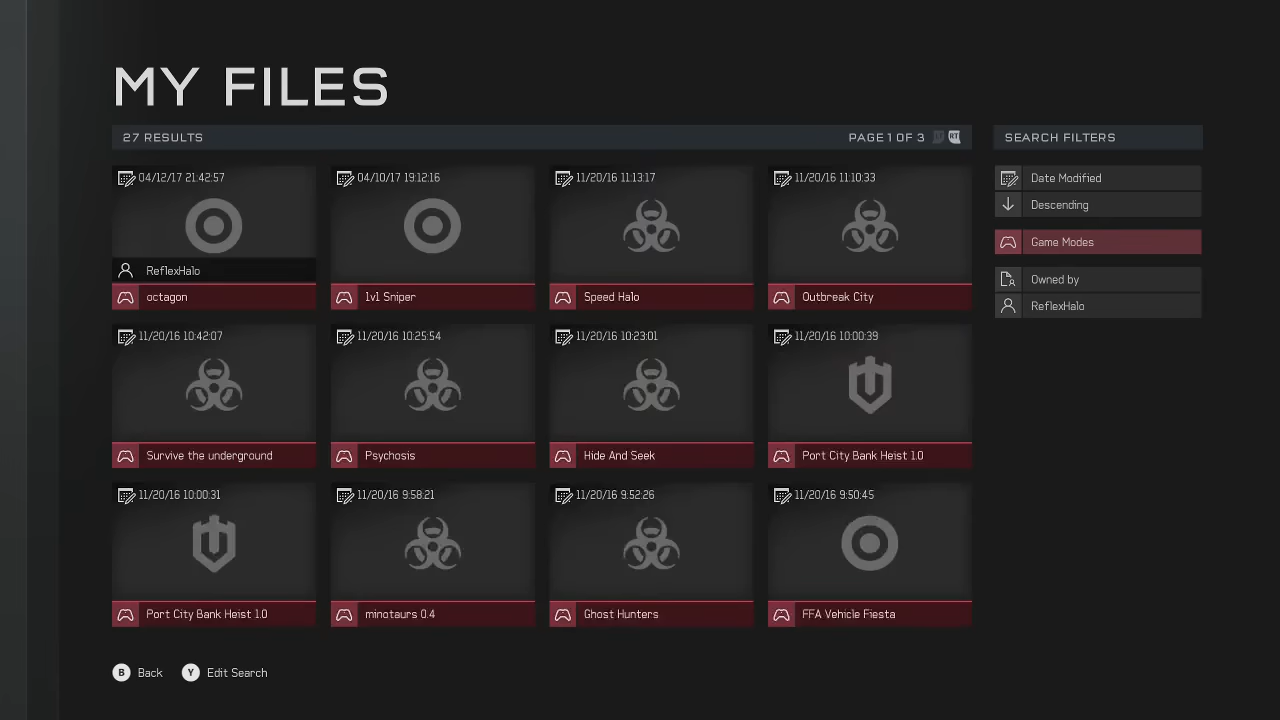 MY FILES
27 RESULTS
PAGE 1 OF 3
RT
SEARCH FILTERS
04/12/17 21:42:57
ReflexHalo
octagon
04/10/17 19:12:16
1v1 Sniper
11/20/16 11:13:17
Speed Halo
11/20/16 11:10:33
Outbreak City
11/20/16 10:42:07
Survive the underground
11/20/16 10:25:54
Psychosis
11/20/16 10:23:01
Hide And Seek
11/20/16 10:00:39
Port City Bank Heist 1.0
11/20/16 10:00:31
Port City Bank Heist 1.0
11/20/16 9:58:21
minotaurs 0.4
11/20/16 9:52:26
Ghost Hunters
11/20/16 9:50:45
FFA Vehicle Fiesta
Date Modified
Descending
Game Modes
Owned by
ReflexHalo
B Back
Y Edit Search